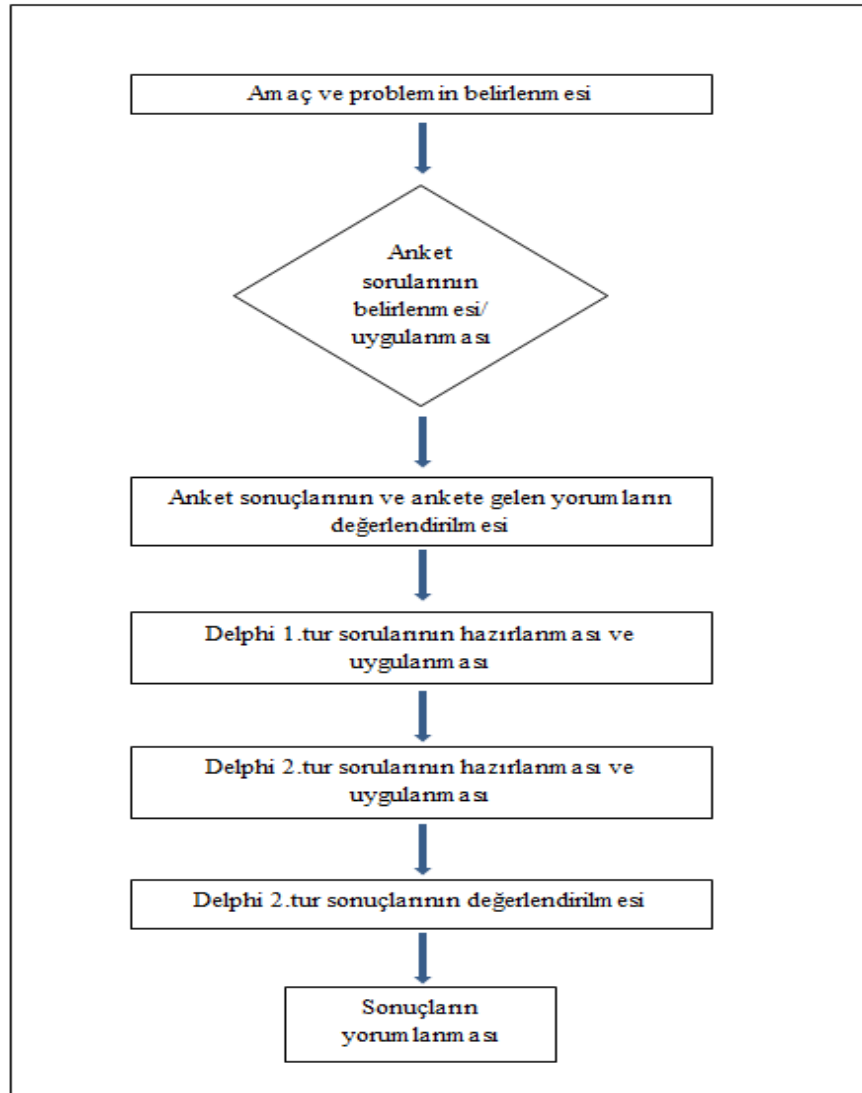 Amaç ve problemin belirlenmesi
Anket
sorularının
belirlenmesi/
uygulanması
Anket sonuçlarının ve ankete gelen yorumların
değerlendirilmesi
Delphi 1.tur sorularının hazırlanması ve
uygulanması
Delphi 2.tur sorularının hazırlanması ve
uygulanması
Delphi 2.tur sonuçlarının değerlendirilmesi
Sonuçların
yorumlanması